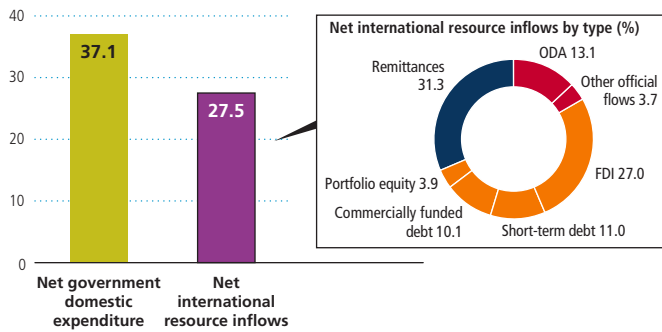 40
30
20
10
0
37.1
27.5
Net government
domestic
expenditure
Net
international
resource inflows
Net international resource inflows by type (%)
ODA 13.1
Other official
flows 3.7
FDI 27.0
Short-term debt 11.0
Commercially funded
debt 10.1
Portfolio equity 3.9
Remittances
31.3